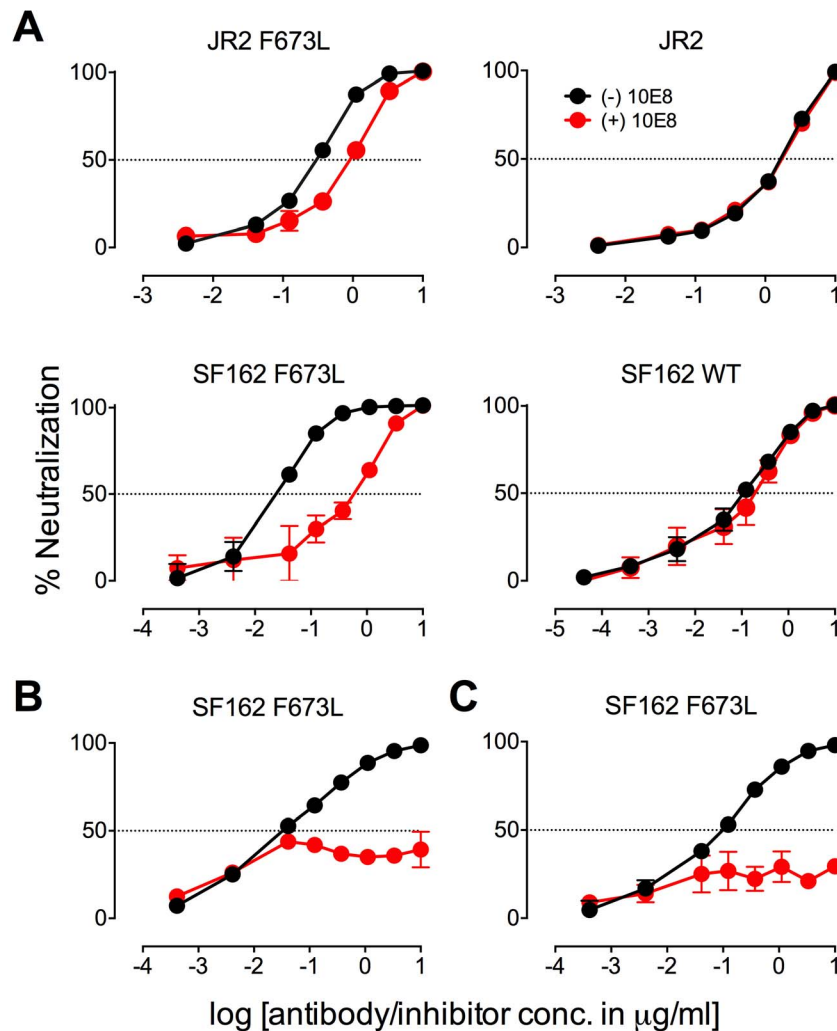 A
JR2 F673L
JR2
100
50
0
-3 -2 -1 0 1
100
50
0
-3 -2 -1 0 1
(-) 10E8
(+) 10E8
SF162 F673L
SF162 WT
% Neutralization
100
50
0
-4 -3 -2 -1 0 1
100
50
0
-5 -4 -3 -2 -1 0 1
B
SF162 F673L
C
SF162 F673L
100
50
0
-4 -3 -2 -1 0 1
100
50
0
-4 -3 -2 -1 0 1
log [antibody/inhibitor conc. in μg/ml]